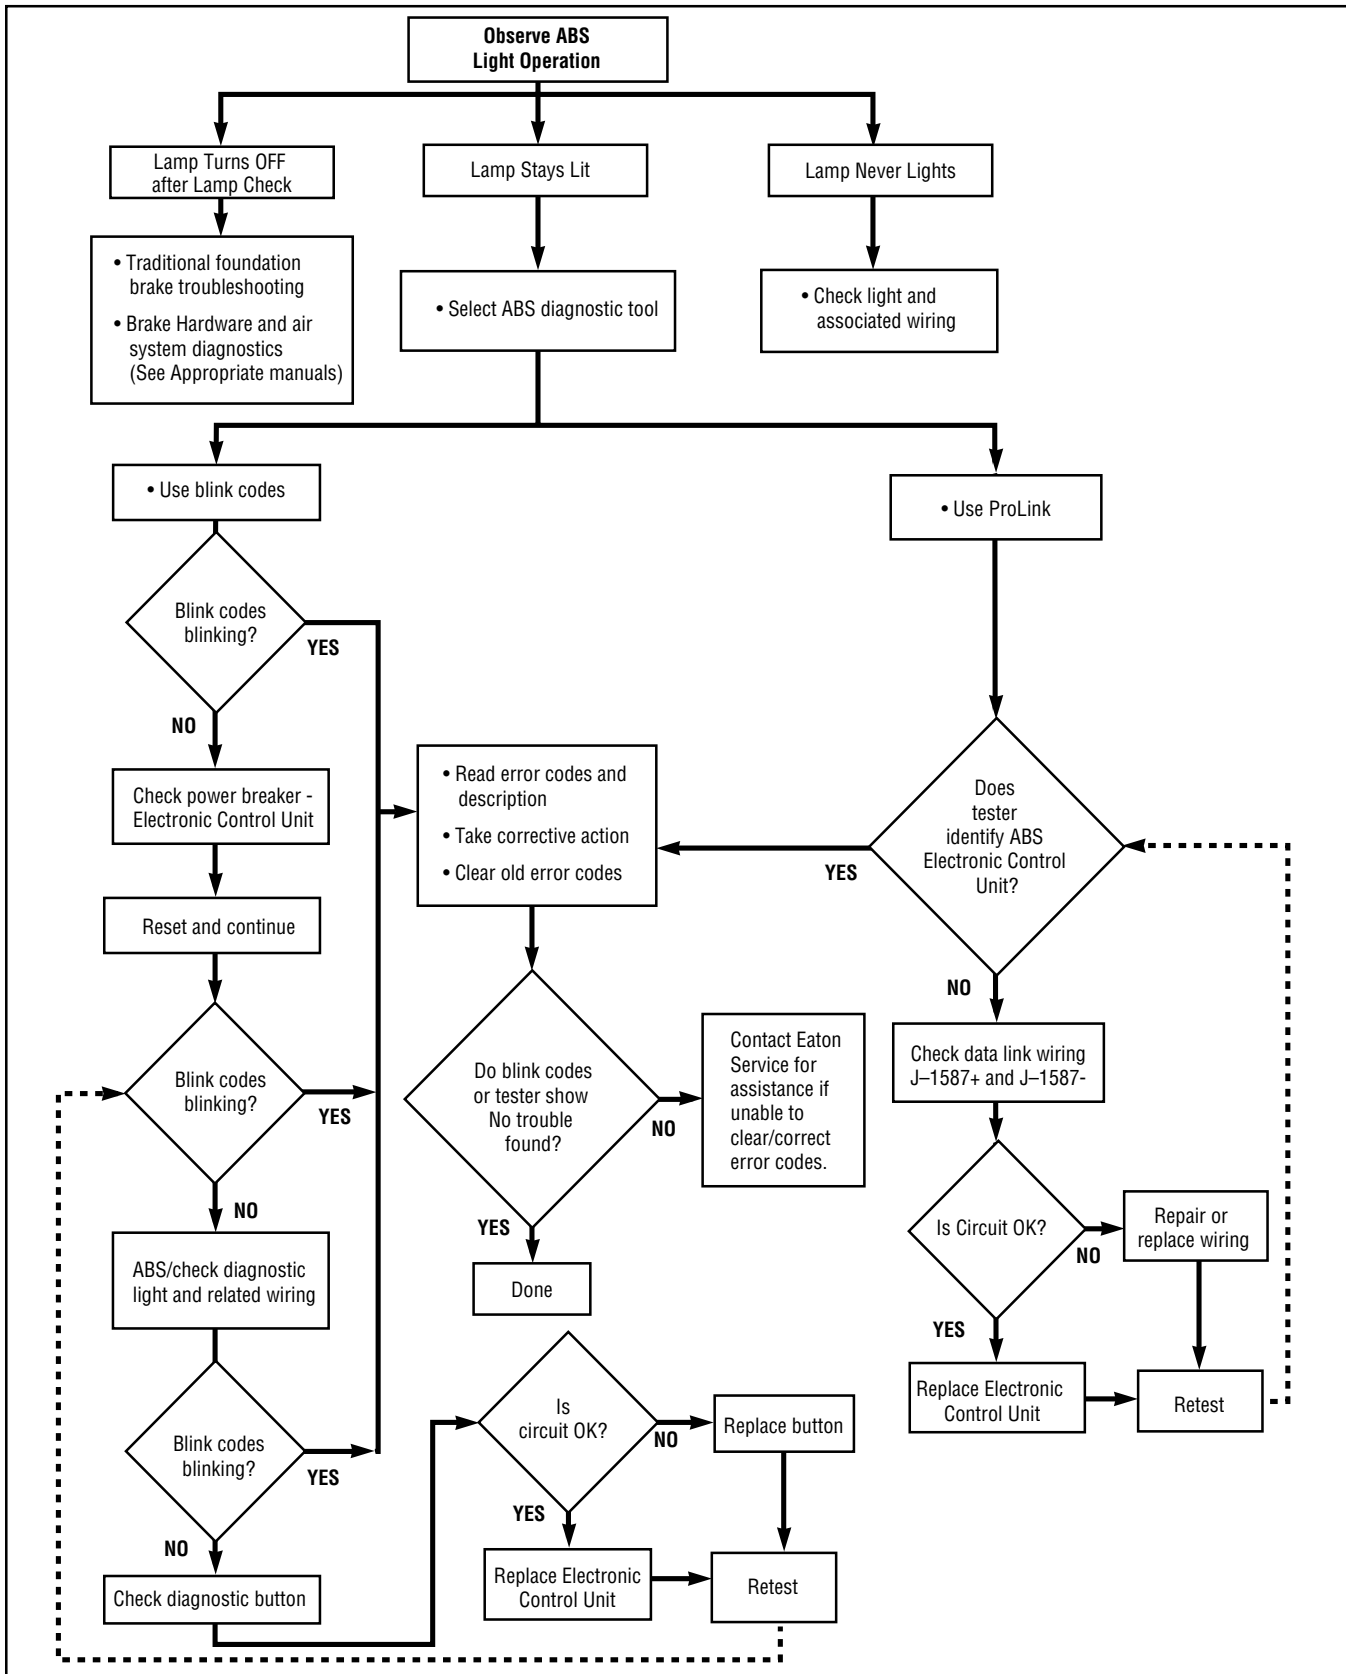 Observe ABS
Light Operation
Lamp Turns OFF
after Lamp Check
Lamp Stays Lit
Lamp Never Lights
• Traditional foundation
brake troubleshooting
• Brake Hardware and air
system diagnostics
(See Appropriate manuals)
• Select ABS diagnostic tool
• Check light and
associated wiring
• Use blink codes
• Use ProLink
Blink codes
blinking?
YES
NO
Check power breaker -
Electronic Control Unit
Reset and continue
Blink codes
blinking?
YES
NO
ABS/check diagnostic
light and related wiring
Blink codes
blinking?
YES
NO
Check diagnostic button
• Read error codes and
description
• Take corrective action
• Clear old error codes
Do blink codes
or tester show
No trouble
found?
NO
YES
Contact Eaton
Service for
assistance if
unable to
clear/correct
error codes.
Done
Is
circuit OK?
NO
YES
Replace button
Replace Electronic
Control Unit
Retest
Does
tester
identify ABS
Electronic Control
Unit?
YES
NO
Check data link wiring
J–1587+ and J–1587-
Is Circuit OK?
NO
YES
Repair or
replace wiring
Replace Electronic
Control Unit
Retest